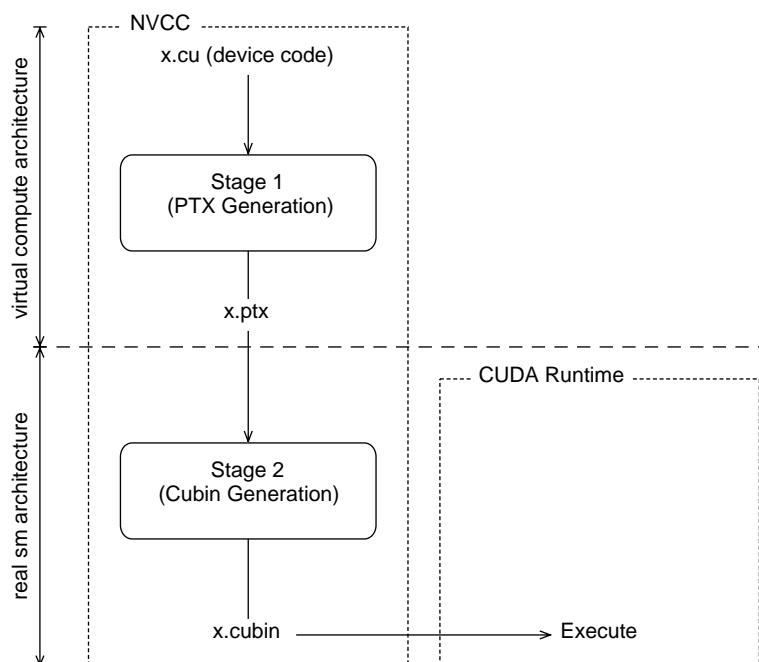 NVCC
x.cu (device code)
virtual compute architecture
Stage 1
(PTX Generation)
x.ptx
CUDA Runtime
real sm architecture
Stage 2
(Cubin Generation)
x.cubin
Execute